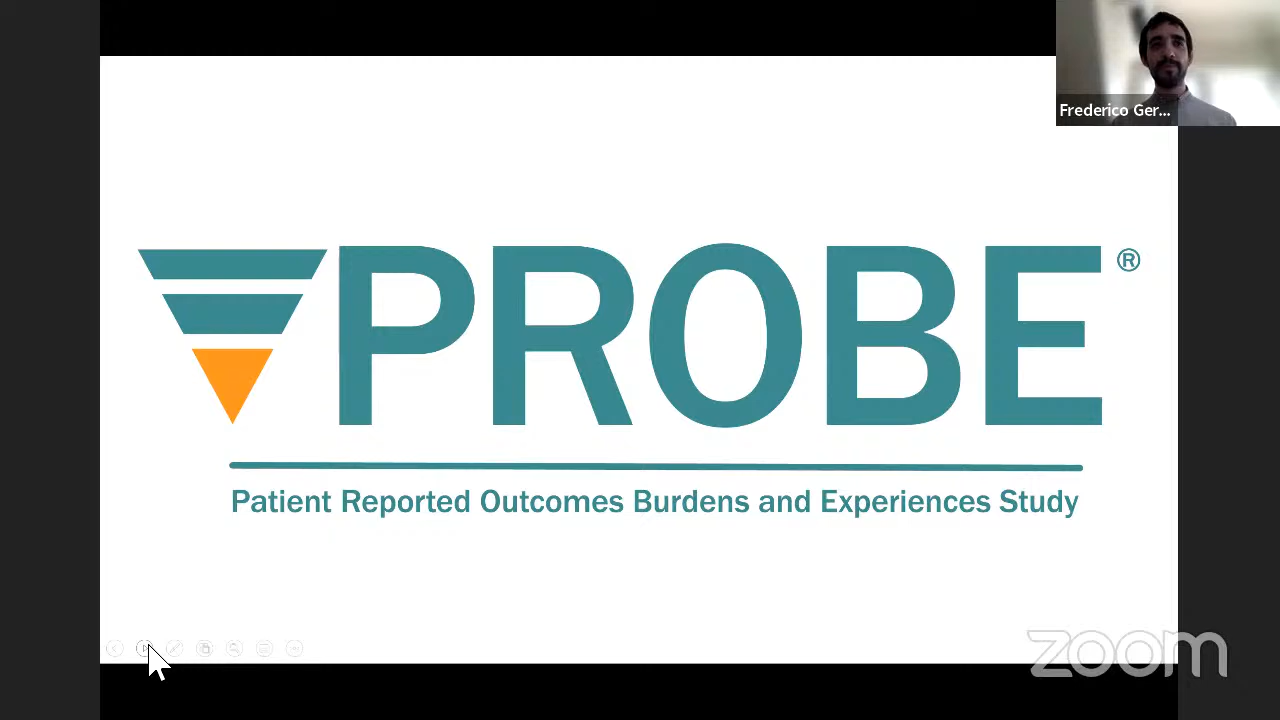 Frederico Ger...
PROBE®
Patient Reported Outcomes Burdens and Experiences Study
zoom